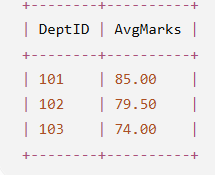 +--------+----------+
| DeptID | AvgMarks |
+--------+----------+
| 101 | 85.00 |
| 102 | 79.50 |
| 103 | 74.00 |
+--------+----------+